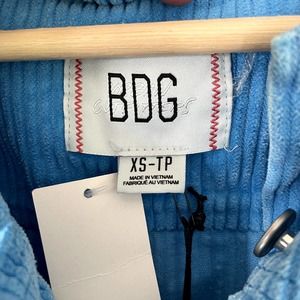 BDG
XS-TP
MADE IN VIETNAM
FABRIQUÉ AU VIETNAM